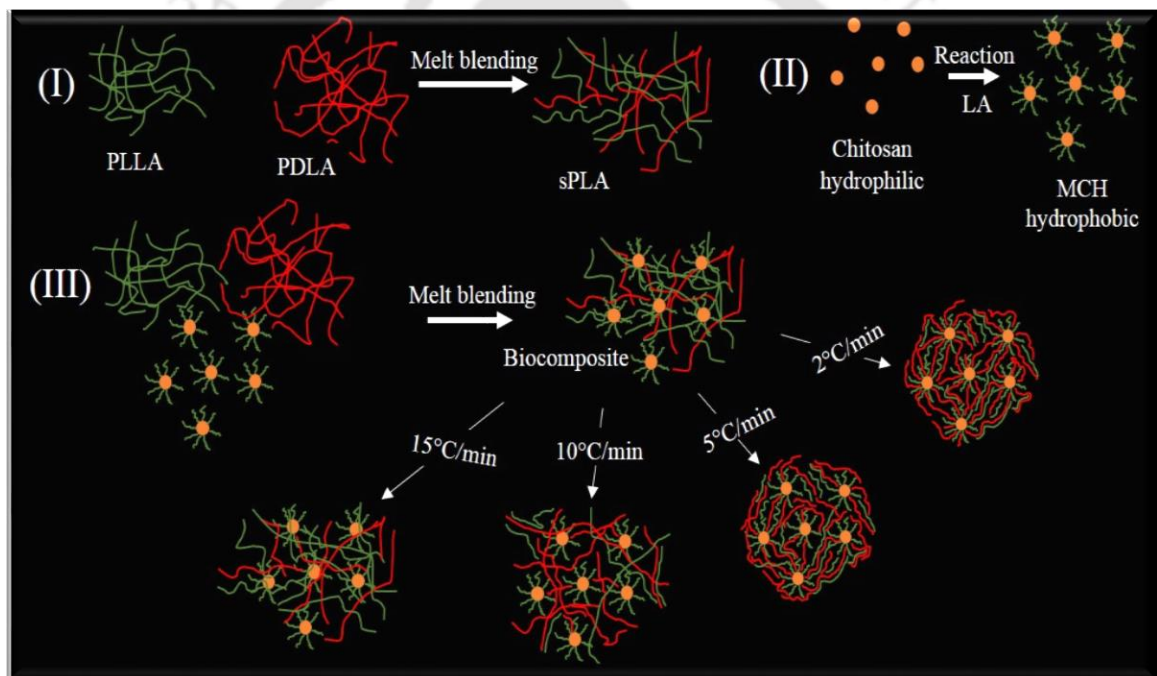 (I)
PLLA
PDLA
Melt blending
sPLA
(II)
Chitosan
hydrophilic
Reaction
LA
MCH
hydrophobic
(III)
Melt blending
Biocomposite
15°C/min
10°C/min
5°C/min
2°C/min